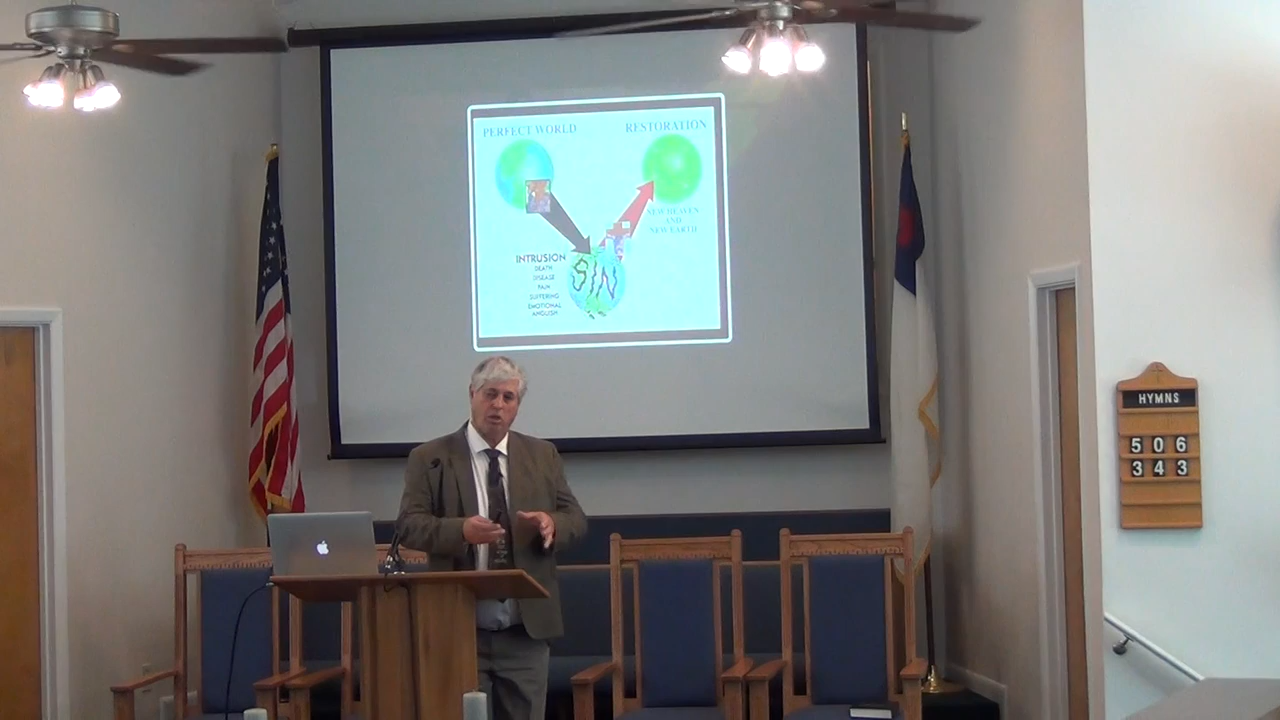 PERFECT WORLD
RESTORATION
NEW HEAVEN
AND
NEW EARTH
INTRUSION
DEATH
DISEASE
PAIN
SUFFERING
EMOTIONAL
ANGUISH
SIN
HYMNS
506
343